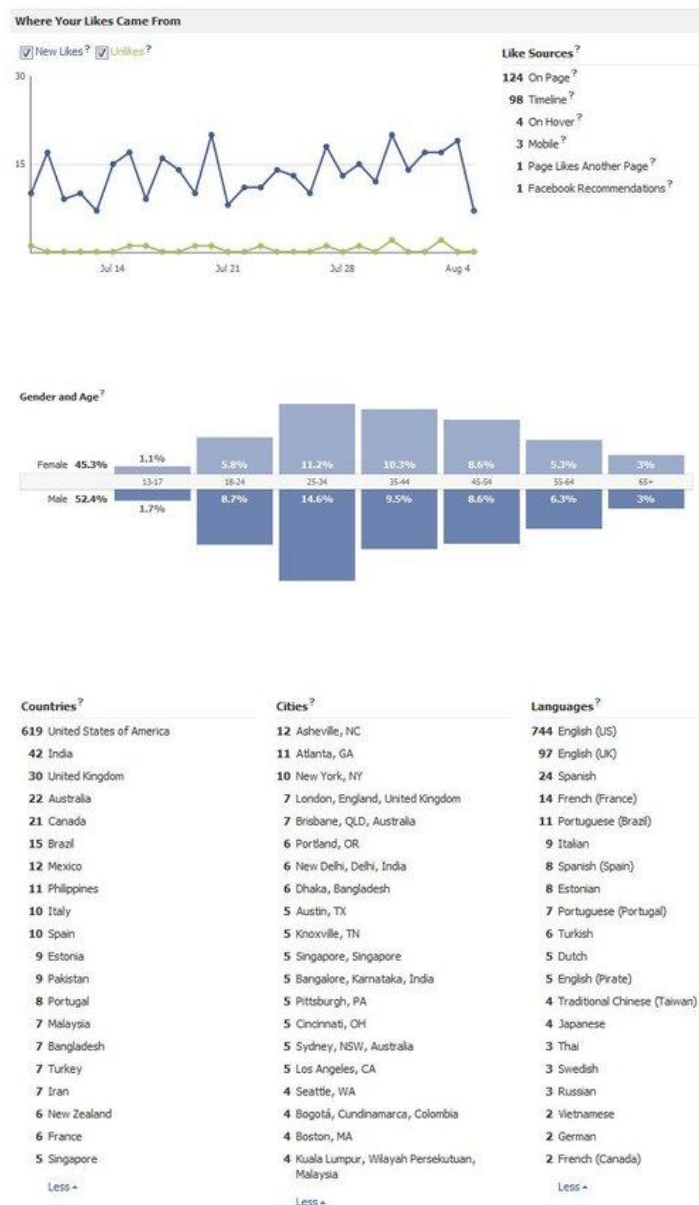 Where Your Likes Came From
New Likes? Unlikes?
30
15
Jul 14 Jul 21 Jul 28 Aug 4
Like Sources?
124 On Page?
98 Timeline?
4 On Hover?
3 Mobile?
1 Page Likes Another Page?
1 Facebook Recommendations?
Gender and Age?
Female 45.3% 1.1% 5.8% 11.2% 10.3% 8.6% 5.3% 3%
13-17 18-24 25-34 35-44 45-54 55-64 65+
Male 52.4% 1.7% 8.7% 14.6% 9.5% 8.6% 6.3% 3%
Countries?
619 United States of America
42 India
30 United Kingdom
22 Australia
21 Canada
15 Brazil
12 Mexico
11 Philippines
10 Italy
10 Spain
9 Estonia
9 Pakistan
8 Portugal
7 Malaysia
7 Bangladesh
7 Turkey
7 Iran
6 New Zealand
6 France
5 Singapore
Less
Cities?
12 Asheville, NC
11 Atlanta, GA
10 New York, NY
7 London, England, United Kingdom
7 Brisbane, QLD, Australia
6 Portland, OR
6 New Delhi, Delhi, India
6 Dhaka, Bangladesh
5 Austin, TX
5 Knoxville, TN
5 Singapore, Singapore
5 Bangalore, Karnataka, India
5 Pittsburgh, PA
5 Cincinnati, OH
5 Sydney, NSW, Australia
5 Los Angeles, CA
4 Seattle, WA
4 Bogotá, Cundinamarca, Colombia
4 Boston, MA
4 Kuala Lumpur, Wilayah Persekutuan,
Malaysia
Less
Languages?
744 English (US)
97 English (UK)
24 Spanish
14 French (France)
11 Portuguese (Brazil)
9 Italian
8 Spanish (Spain)
8 Estonian
7 Portuguese (Portugal)
6 Turkish
5 Dutch
5 English (Pirate)
4 Traditional Chinese (Taiwan)
4 Japanese
3 Thai
3 Swedish
3 Russian
2 Vietnamese
2 German
2 French (Canada)
Less